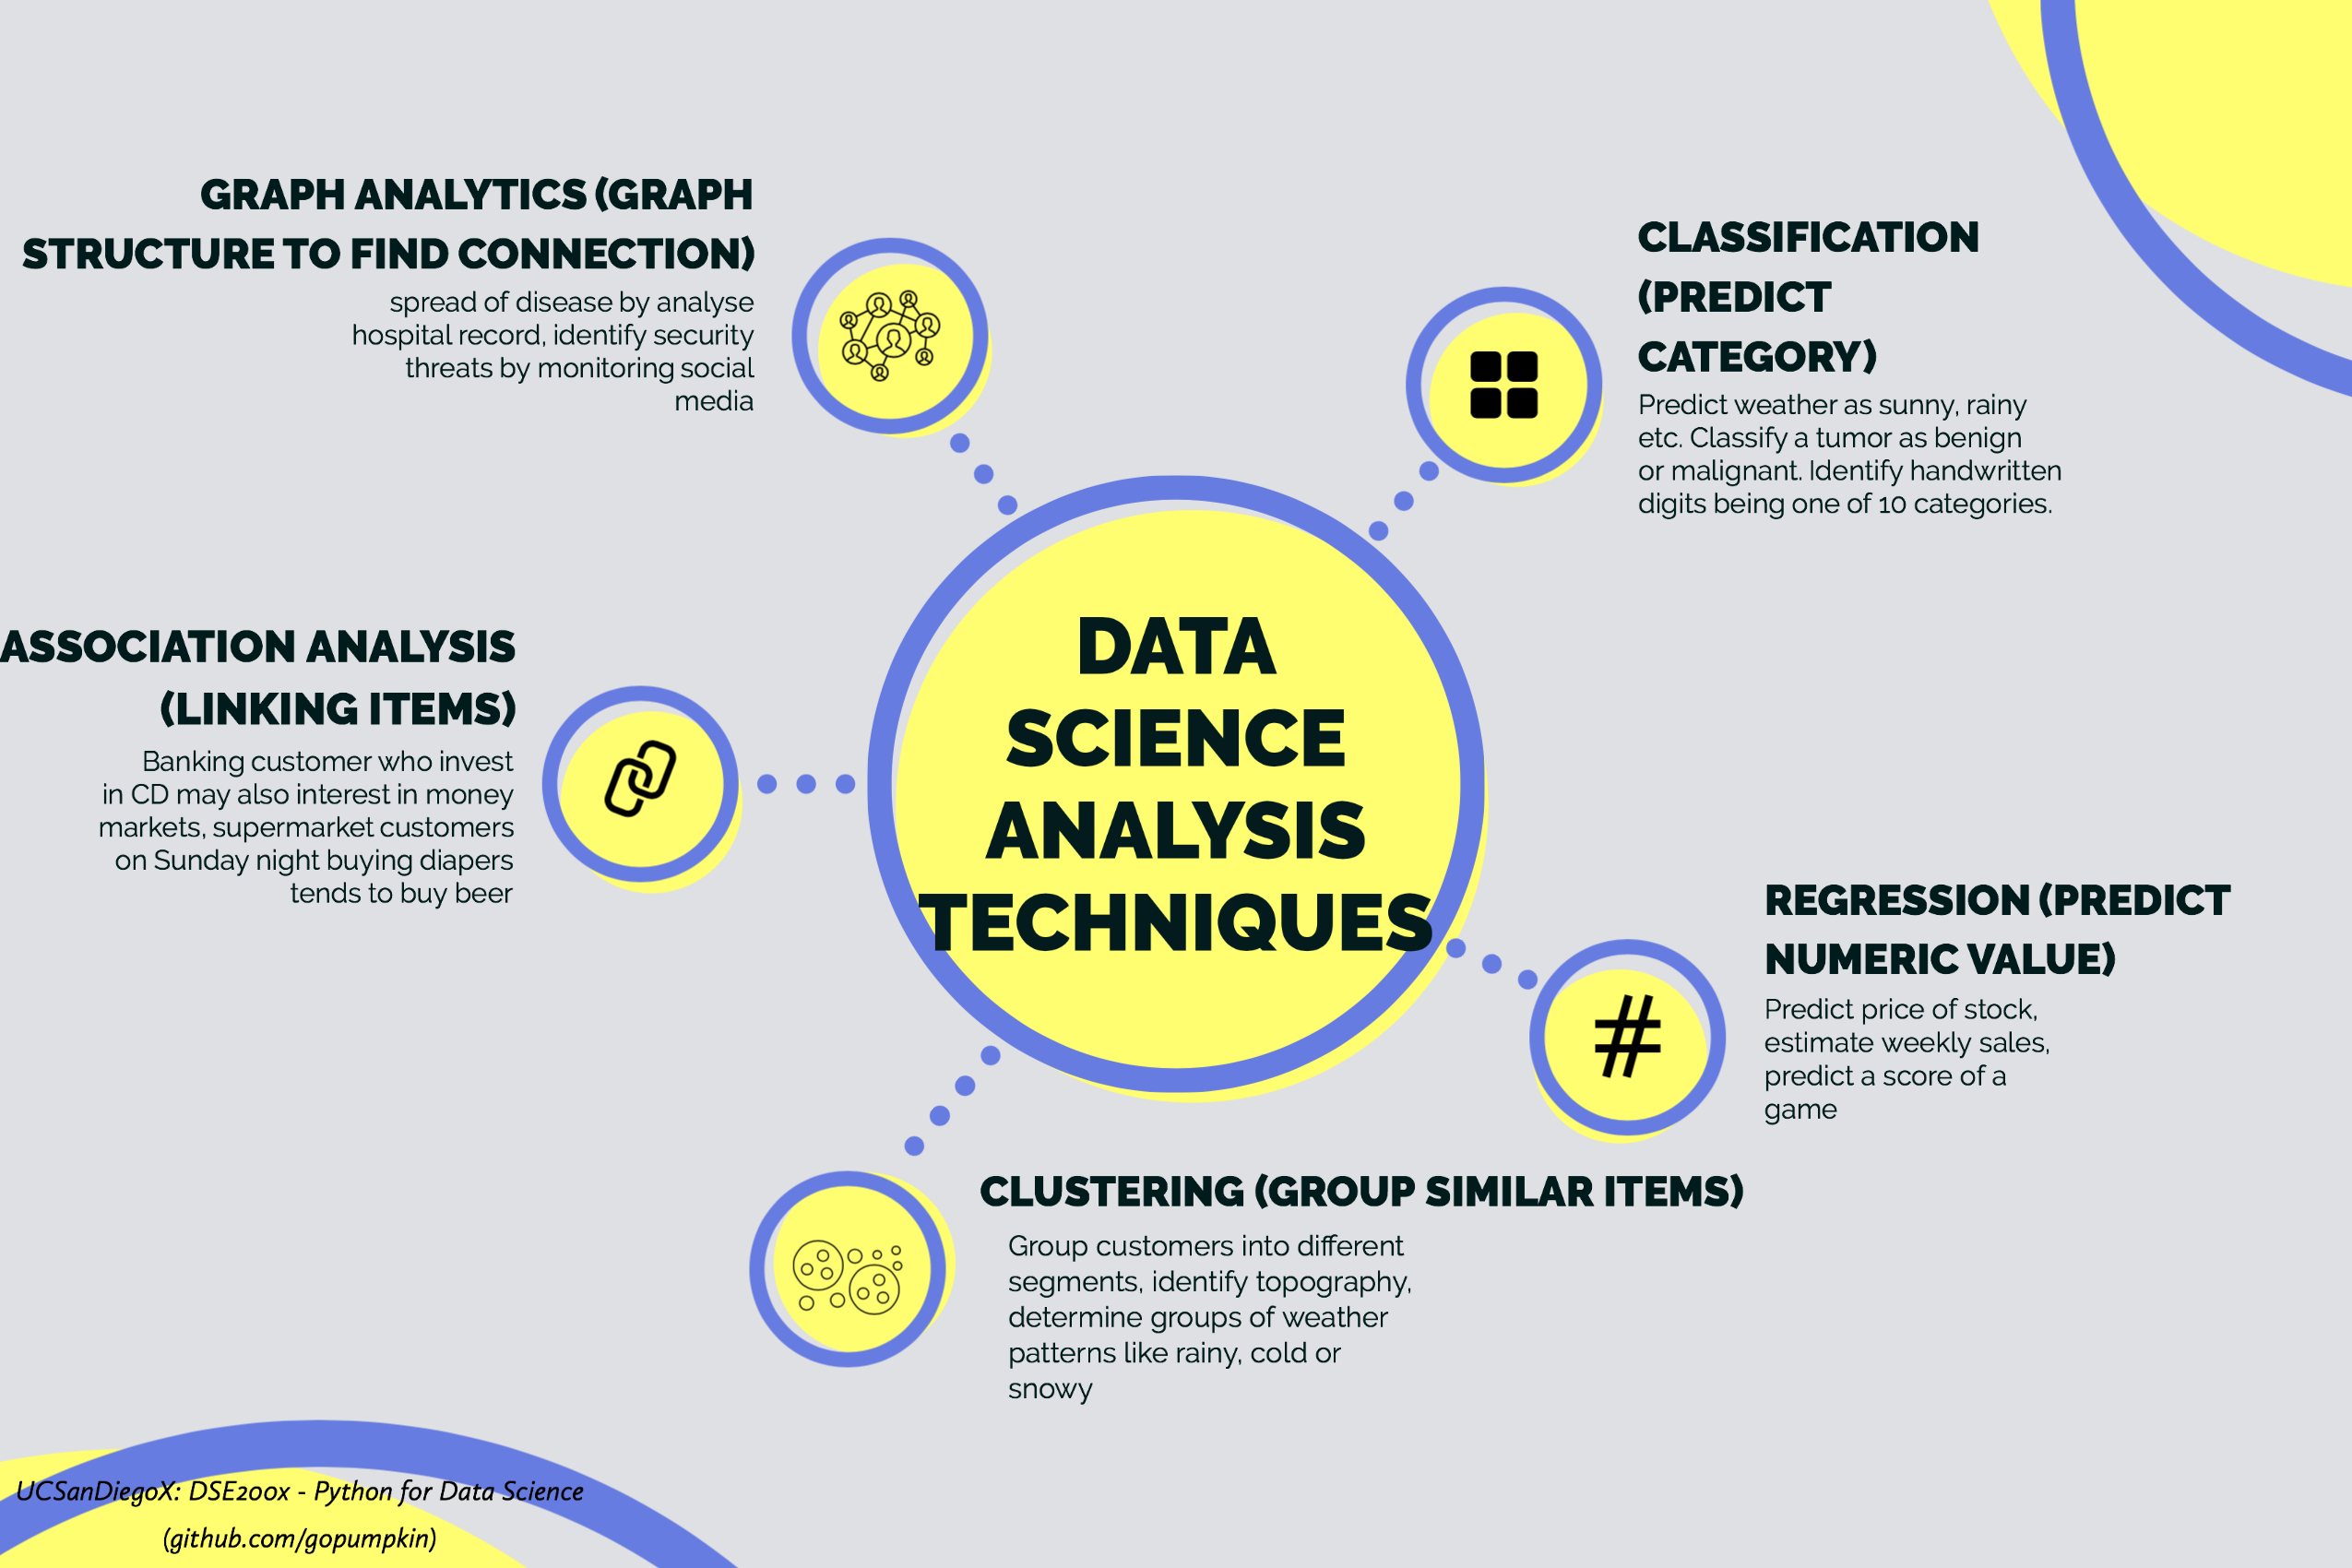 GRAPH ANALYTICS (GRAPH
STRUCTURE TO FIND CONNECTION)
spread of disease by analyse
hospital record, identify security
threats by monitoring social
media
CLASSIFICATION
(PREDICT
CATEGORY)
Predict weather as sunny, rainy
etc. Classify a tumor as benign
or malignant. Identify handwritten
digits being one of 10 categories.
DATA
SCIENCE
ANALYSIS
TECHNIQUES
ASSOCIATION ANALYSIS
(LINKING ITEMS)
Banking customer who invest
in CD may also interest in money
markets, supermarket customers
on Sunday night buying diapers
tends to buy beer
#
REGRESSION (PREDICT
NUMERIC VALUE)
Predict price of stock,
estimate weekly sales,
predict a score of a
game
CLUSTERING (GROUP SIMILAR ITEMS)
Group customers into different
segments, identify topography,
determine groups of weather
patterns like rainy, cold or
snowy
UCSanDiegoX: DSE200x - Python for Data Science
(github.com/gopumpkin)